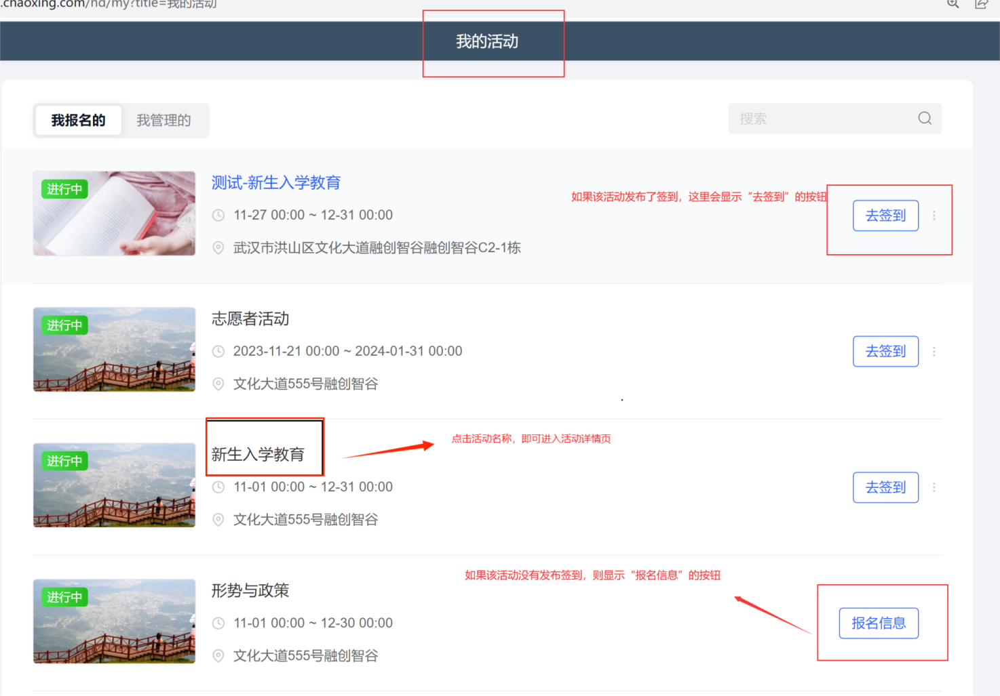 .chaoxing.com/hd/my?title=我的活动
我的活动
我报名的
我管理的
搜索
进行中
测试-新生入学教育
11-27 00:00 ~ 12-31 00:00
武汉市洪山区文化大道融创智谷融创智谷C2-1栋
如果该活动发布了签到，这里会显示“去签到”的按钮
去签到
进行中
志愿者活动
2023-11-21 00:00 ~ 2024-01-31 00:00
文化大道555号融创智谷
去签到
进行中
新生入学教育
点击活动名称，即可进入活动详情页
11-01 00:00 ~ 12-31 00:00
文化大道555号融创智谷
去签到
进行中
形势与政策
如果该活动没有发布签到，则显示“报名信息”的按钮
11-01 00:00 ~ 12-30 00:00
文化大道555号融创智谷
报名信息